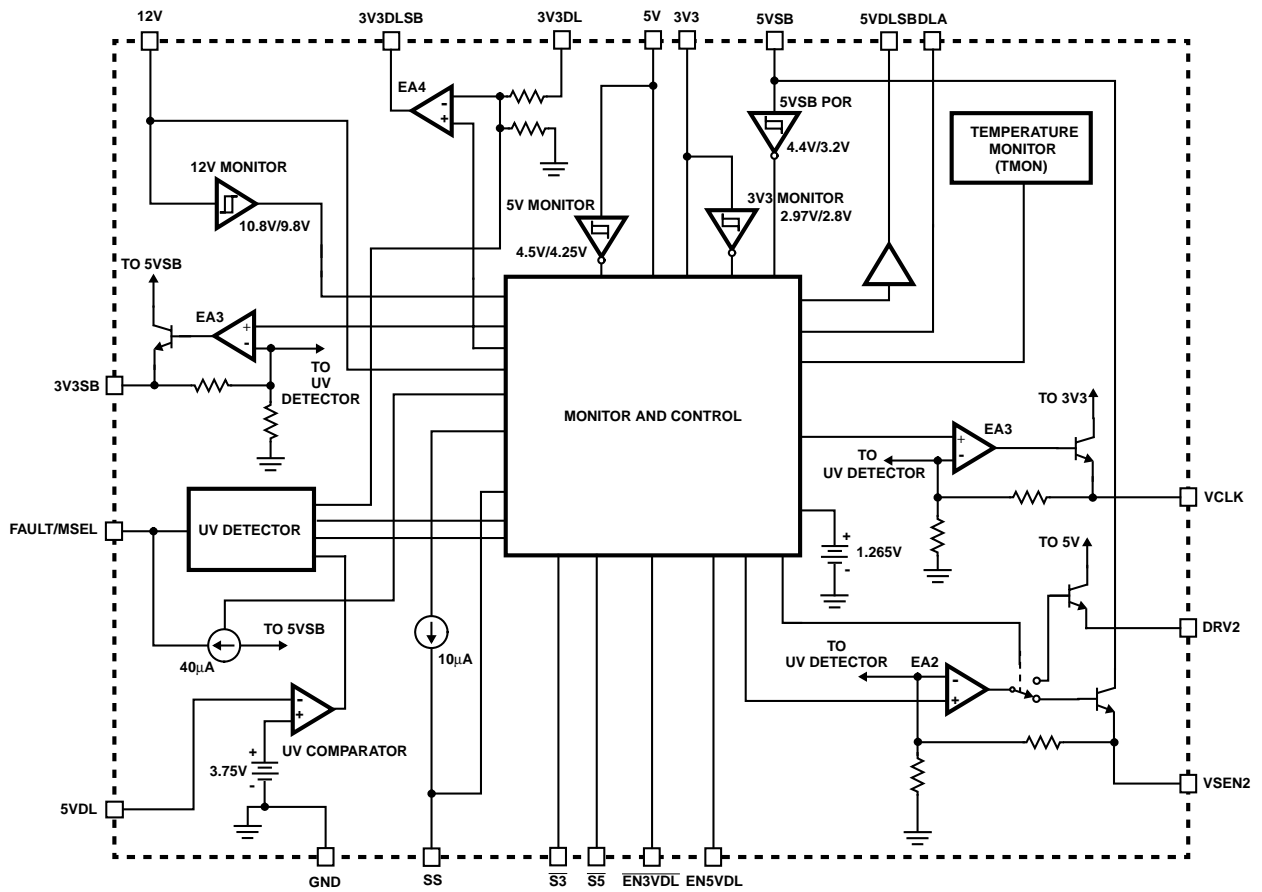 12V
3V3DLSB
3V3DL
5V
3V3
5VSB
5VDLSB
DLA
EA4
-
+
5VSB POR
4.4V/3.2V
TEMPERATURE
MONITOR
(TMON)
12V MONITOR
10.8V/9.8V
5V MONITOR
4.5V/4.25V
3V3 MONITOR
2.97V/2.8V
TO 5VSB
EA3
+
-
TO
UV
DETECTOR
3V3SB
MONITOR AND CONTROL
TO 3V3
EA3
+
-
TO
UV DETECTOR
VCLK
FAULT/MSEL
UV DETECTOR
+
1.265V
-
TO 5V
DRV2
TO 5VSB
40µA
10µA
TO
UV DETECTOR
EA2
-
+
-
+
UV COMPARATOR
+
3.75V
-
5VDL
VSEN2
GND
SS
S3
S5
EN3VDL
EN5VDL